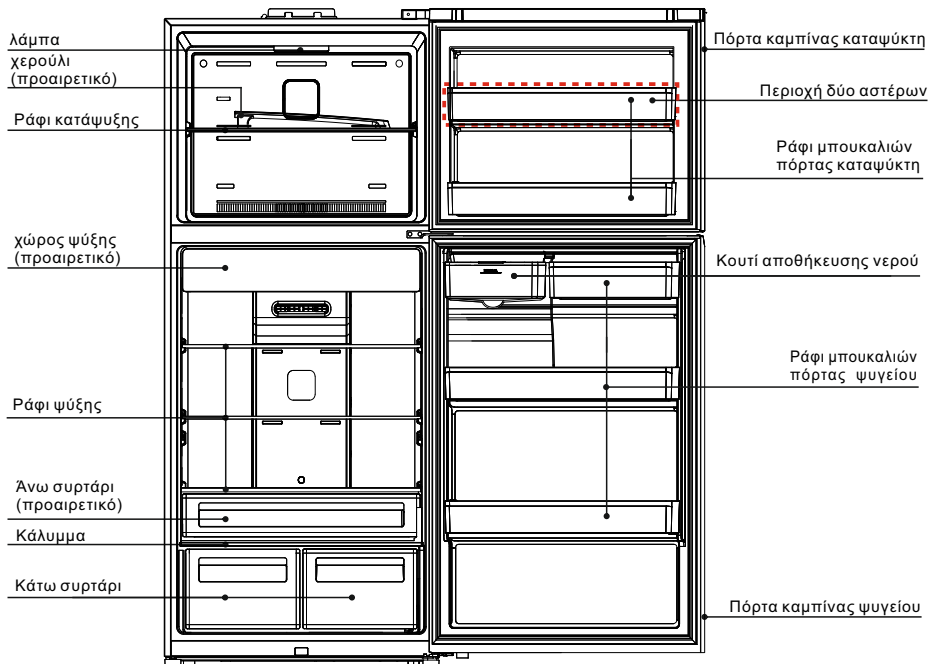 λάμπα
χερούλι
(προαιρετικό)
Ράφι κατάψυξης
χώρος ψύξης
(προαιρετικό)
Ράφι ψύξης
Άνω συρτάρι
(προαιρετικό)
Κάλυμμα
Κάτω συρτάρι
Πόρτα καμπίνας καταψύκτη
Περιοχή δύο αστέρων
Ράφι μπουκαλιών
πόρτας καταψύκτη
Κουτί αποθήκευσης νερού
Ράφι μπουκαλιών
πόρτας ψυγείου
Πόρτα καμπίνας ψυγείου